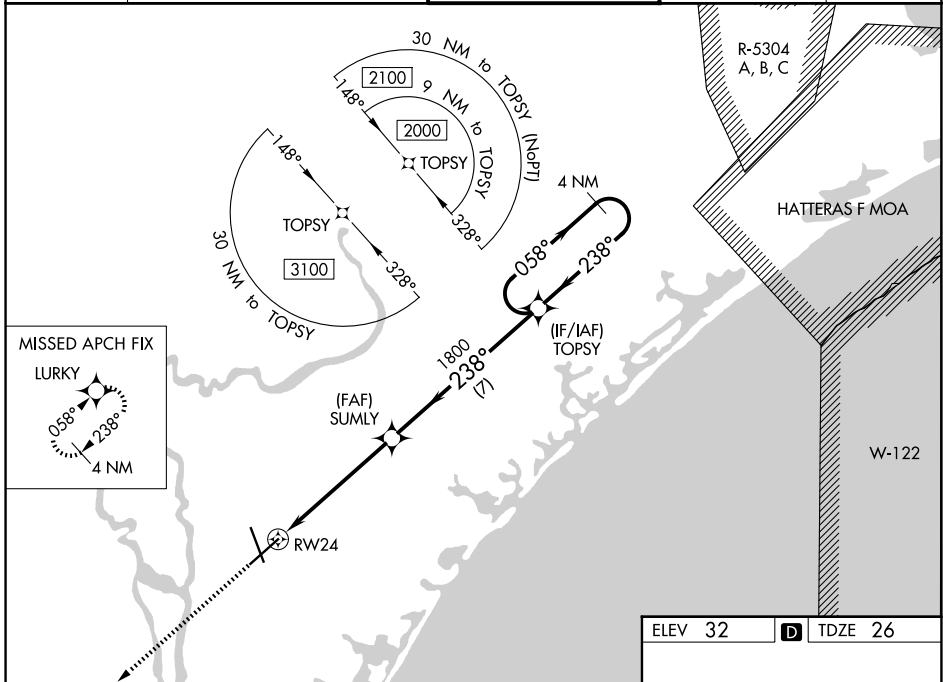 30 NM to TOPSY (NoPT)
2100
148°
9 NM to TOPSY
2000
TOPSY
328°
148°
TOPSY
328°
3100
30 NM to TOPSY
R-5304
A, B, C
4 NM
HATTERAS F MOA
058°
238°
(IF/IAF)
TOPSY
1800
238°
(7)
MISSED APCH FIX
LURKY
058°
238°
4 NM
(FAF)
SUMLY
W-122
RW24
ELEV 32
D
TDZE 26